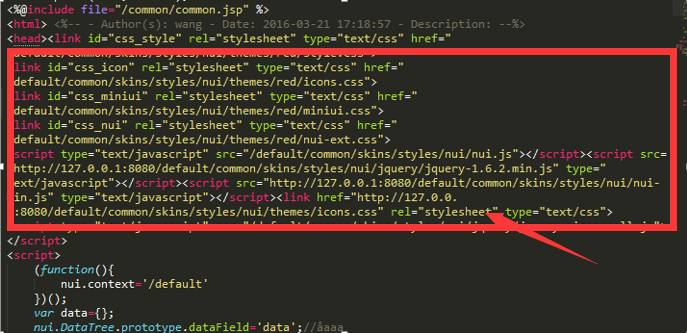 <%@include file="/common/common.jsp" %>
<html> <%-- - Author(s): wang - Date: 2016-03-21 17:18:57 - Description: --%>
<head><link id="css_style" rel="stylesheet" type="text/css" href="
link id="css_icon" rel="stylesheet" type="text/css" href="
default/common/skins/styles/nui/themes/red/icons.css">
link id="css_miniui" rel="stylesheet" type="text/css" href="
default/common/skins/styles/nui/themes/red/miniui.css">
link id="css_nui" rel="stylesheet" type="text/css" href="
default/common/skins/styles/nui/themes/red/nui-ext.css">
script type="text/javascript" src="/default/common/skins/styles/nui/nui.js"></script><script src=
http://127.0.0.1:8080/default/common/skins/styles/nui/jquery/jquery-1.6.2.min.js" type="
ext/javascript"></script><script src="http://127.0.0.1:8080/default/common/skins/styles/nui/nui-
in.js" type="text/javascript"></script><link href="http://127.0.0.
:8080/default/common/skins/styles/nui/themes/icons.css" rel="stylesheet" type="text/css">
</script>
<script>
(function(){
nui.context='/default'
})();
var data={};
nui.DataTree.prototype.dataField='data';//åaaa